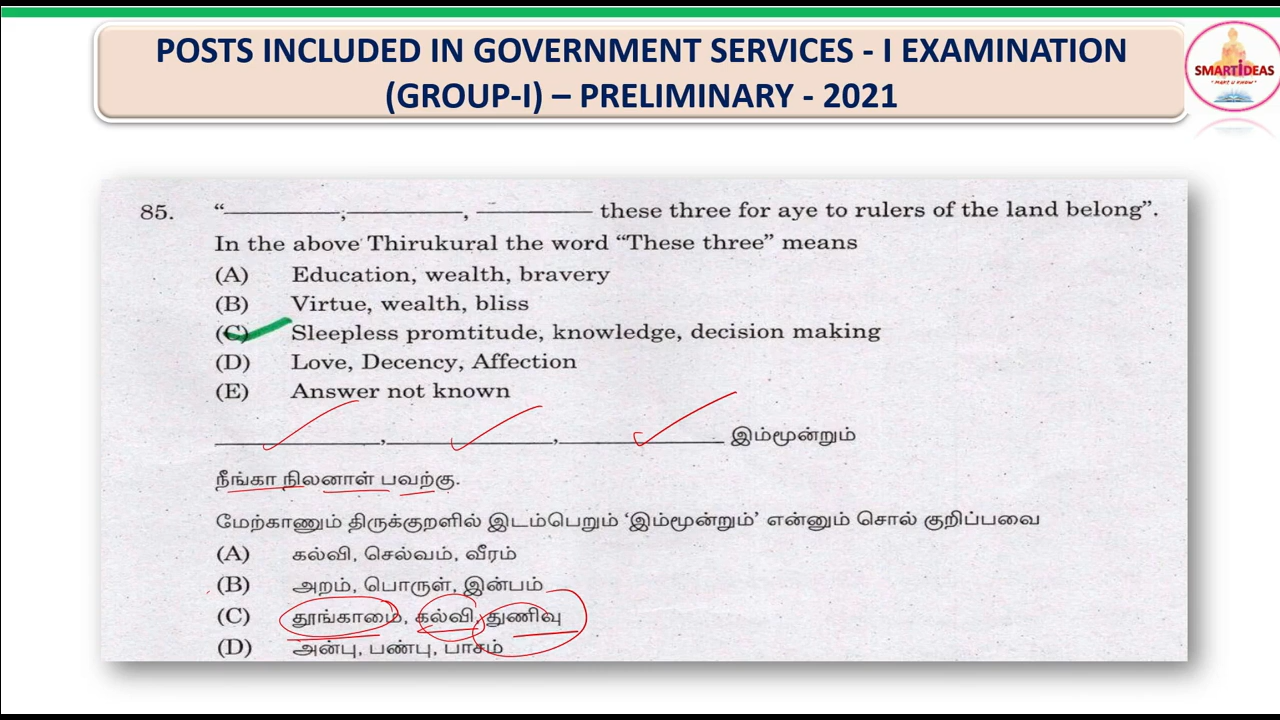 POSTS INCLUDED IN GOVERNMENT SERVICES - I EXAMINATION
(GROUP-I) – PRELIMINARY - 2021
SMARTIDEAS
85. “__________;__________, __________ these three for aye to rulers of the land belong”.
In the above Thirukural the word “These three” means
(A) Education, wealth, bravery
(B) Virtue, wealth, bliss
(C) Sleepless promtitude, knowledge, decision making
(D) Love, Decency, Affection
(E) Answer not known
__________, __________, __________ இம்மூன்றும்
நீங்கா நிலனாள் பவற்கு.
மேற்காணும் திருக்குறளில் இடம்பெறும் ‘இம்மூன்றும்’ என்னும் சொல் குறிப்பவை
(A) கல்வி, செல்வம், வீரம்
(B) அறம், பொருள், இன்பம்
(C) தூங்காமை, கல்வி, துணிவு
(D) அன்பு, பண்பு, பாசம்